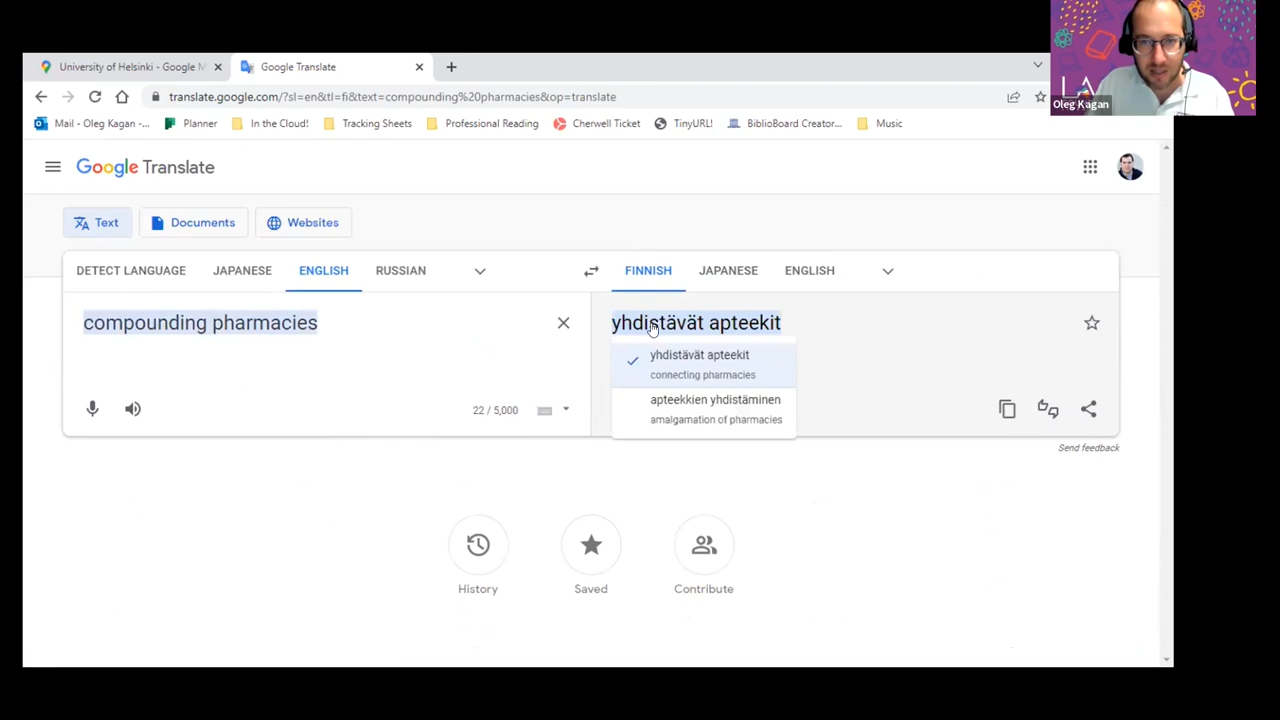 University of Helsinki - Google M
Google Translate
translate.google.com/?sl=en&tl=fi&text=compounding%20pharmacies&op=translate
Mail - Oleg Kagan -...
Planner
In the Cloud!
Tracking Sheets
Professional Reading
Cherwell Ticket
TinyURL!
BiblioBoard Creator...
Music
LA
Oleg Kagan
Google Translate
Text
Documents
Websites
DETECT LANGUAGE
JAPANESE
ENGLISH
RUSSIAN
FINNISH
JAPANESE
ENGLISH
compounding pharmacies
22 / 5,000
yhdistävät apteekit
yhdistävät apteekit
connecting pharmacies
apteekkien yhdistäminen
amalgamation of pharmacies
Send feedback
History
Saved
Contribute